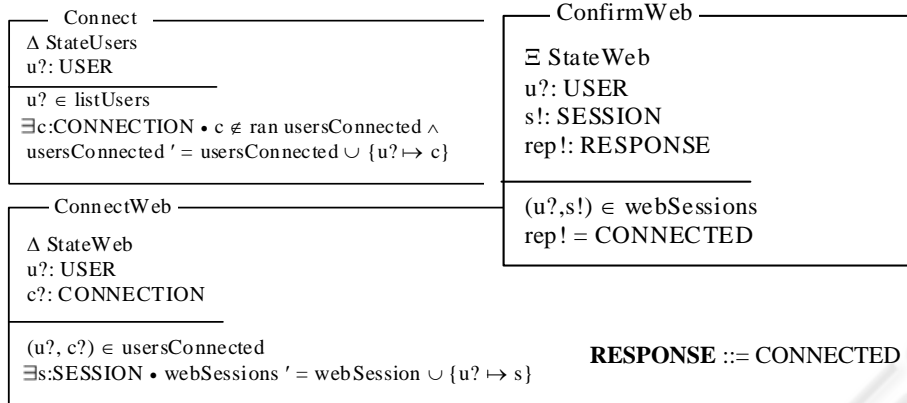 Connect
Δ StateUsers
u?: USER
u? ∈ listUsers
∃c:CONNECTION • c ∉ ran usersConnected ∧
usersConnected ′ = usersConnected ∪ {u? ↦ c}
ConnectWeb
Δ StateWeb
u?: USER
c?: CONNECTION
(u?, c?) ∈ usersConnected
∃s:SESSION • webSessions ′ = webSession ∪ {u? ↦ s}
ConfirmWeb
Ξ StateWeb
u?: USER
s!: SESSION
rep!: RESPONSE
(u?,s!) ∈ webSessions
rep! = CONNECTED
RESPONSE ::= CONNECTED